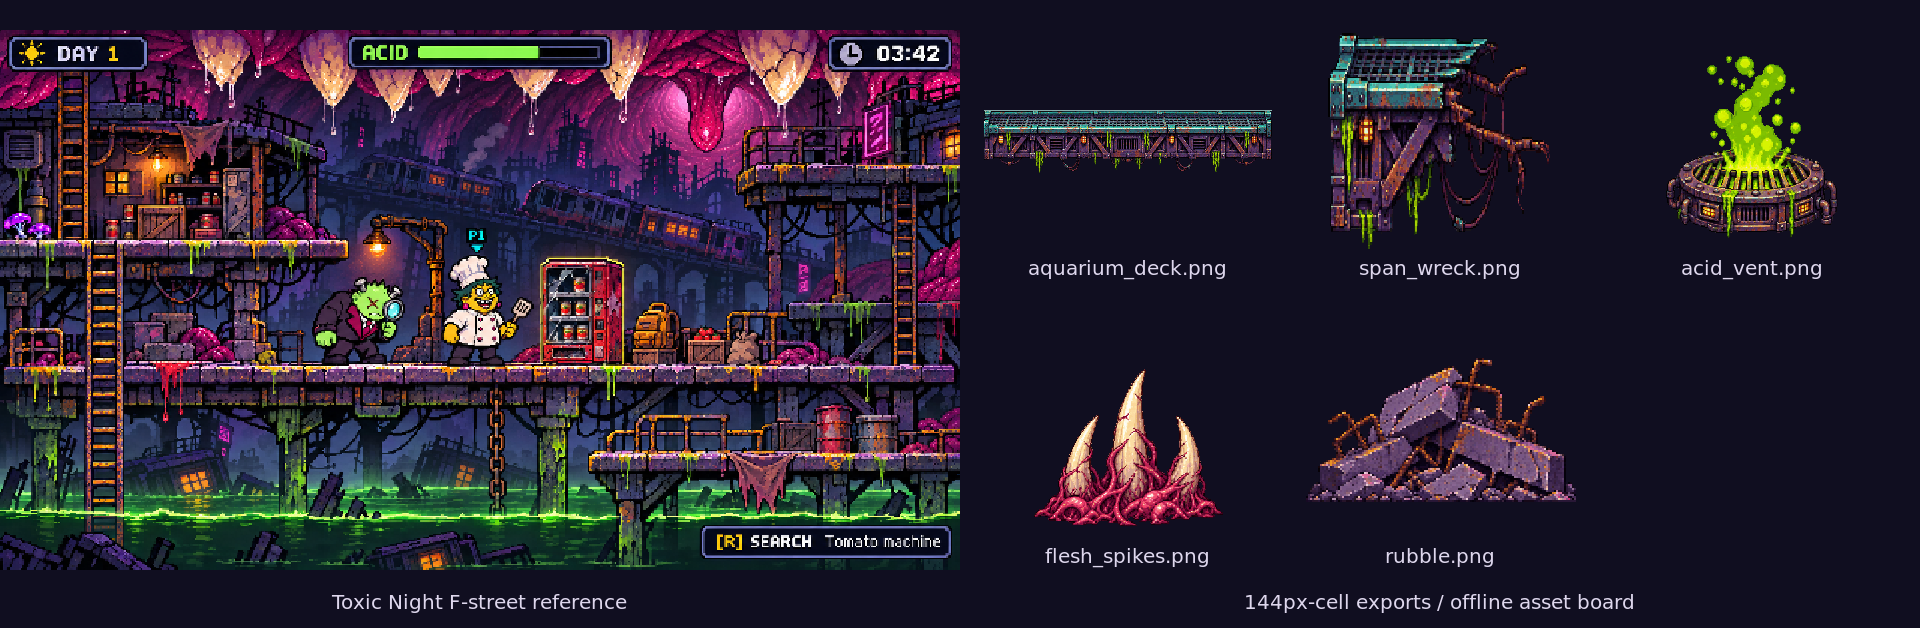 DAY 1
ACID
03:42
P1
[R] SEARCH Tomato machine
Toxic Night F-street reference
aquarium_deck.png
span_wreck.png
acid_vent.png
flesh_spikes.png
rubble.png
144px-cell exports / offline asset board